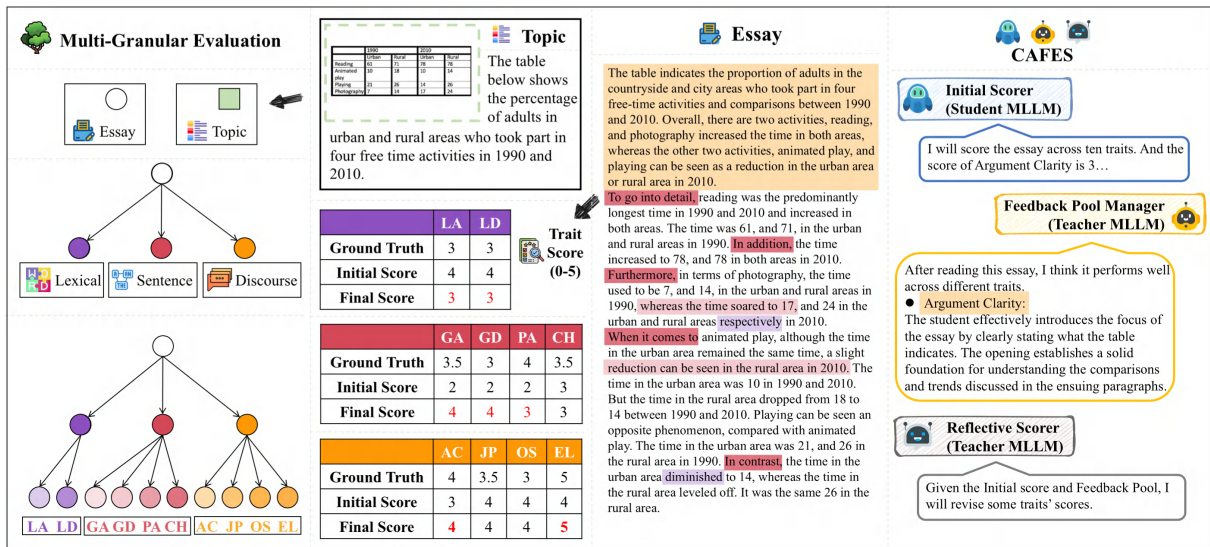 Multi-Granular Evaluation
Essay
Topic
Lexical
Sentence
Discourse
LA LD GA GD PA CH AC JP OS EL
Topic
1990 2010
Urban Rural Urban Rural
Reading 61 71 78 78
Animated play 10 18 10 14
Playing 21 26 14 26
Photography 7 14 17 24
The table
below shows
the percentage
of adults in
urban and rural areas who took part in
four free time activities in 1990 and
2010.
LA LD
Ground Truth 3 3
Initial Score 4 4
Final Score 3 3
Trait
Score
(0-5)
GA GD PA CH
Ground Truth 3.5 3 4 3.5
Initial Score 2 2 2 3
Final Score 4 4 3 3
AC JP OS EL
Ground Truth 4 3.5 3 5
Initial Score 3 4 4 4
Final Score 4 4 4 5
Essay
The table indicates the proportion of adults in the
countryside and city areas who took part in four
free-time activities and comparisons between 1990
and 2010. Overall, there are two activities, reading,
and photography increased the time in both areas,
whereas the other two activities, animated play, and
playing can be seen as a reduction in the urban area
or rural area in 2010.
To go into detail, reading was the predominantly
longest time in 1990 and 2010 and increased in
both areas. The time was 61, and 71, in the urban
and rural areas in 1990. In addition, the time
increased to 78, and 78 in both areas in 2010.
Furthermore, in terms of photography, the time
used to be 7, and 14, in the urban and rural areas in
1990, whereas the time soared to 17, and 24 in the
urban and rural areas respectively in 2010.
When it comes to animated play, although the time
in the urban area remained the same time, a slight
reduction can be seen in the rural area in 2010. The
time in the urban area was 10 in 1990 and 2010.
But the time in the rural area dropped from 18 to
14 between 1990 and 2010. Playing can be seen an
opposite phenomenon, compared with animated
play. The time in the urban area was 21, and 26 in
the rural area in 1990. In contrast, the time in the
urban area diminished to 14, whereas the time in
the rural area leveled off. It was the same 26 in the
rural area.
CAFES
Initial Scorer
(Student MLLM)
I will score the essay across ten traits. And the
score of Argument Clarity is 3…
Feedback Pool Manager
(Teacher MLLM)
After reading this essay, I think it performs well
across different traits.
● Argument Clarity:
The student effectively introduces the focus of
the essay by clearly stating what the table
indicates. The opening establishes a solid
foundation for understanding the comparisons
and trends discussed in the ensuing paragraphs.
Reflective Scorer
(Teacher MLLM)
Given the Initial score and Feedback Pool, I
will revise some traits' scores.